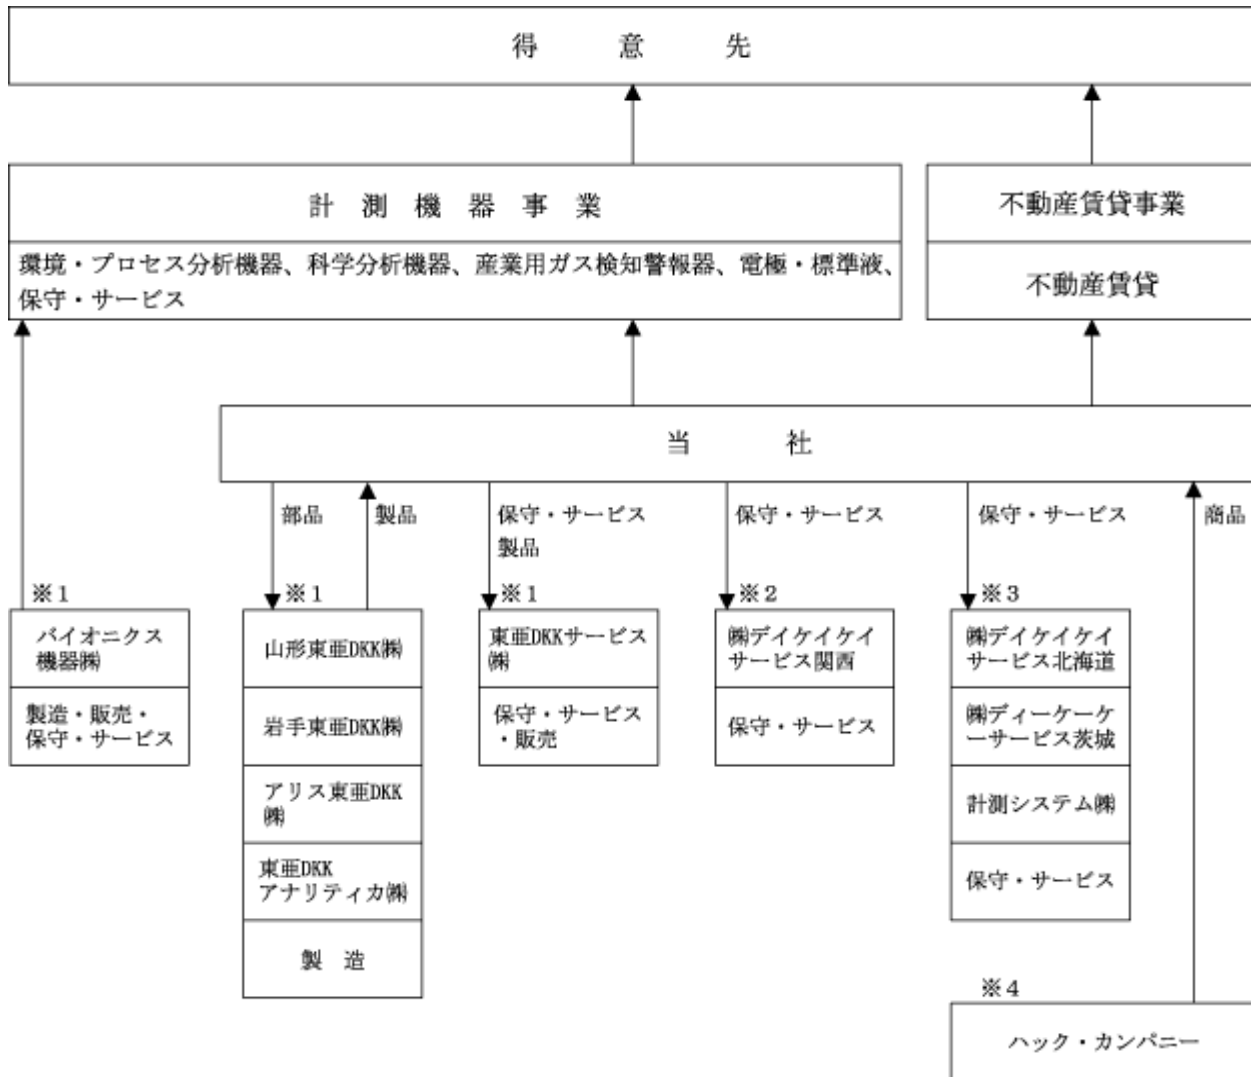 得意先
計測機器事業
環境・プロセス分析機器、科学分析機器、産業用ガス検知警報器、電極・標準液、
保守・サービス
不動産賃貸事業
不動産賃貸
当社
部品
製品
保守・サービス
製品
保守・サービス
保守・サービス
商品
※1
バイオニクス
機器㈱
製造・販売・
保守・サービス
※1
山形東亜DKK㈱
岩手東亜DKK㈱
アリス東亜DKK
㈱
東亜DKK
アナリティカ㈱
製造
※1
東亜DKKサービス
㈱
保守・サービス
・販売
※2
㈱デイケイケイ
サービス関西
保守・サービス
※3
㈱デイケイケイ
サービス北海道
㈱ディーケーケ
ーサービス茨城
計測システム㈱
保守・サービス
※4
ハック・カンパニー